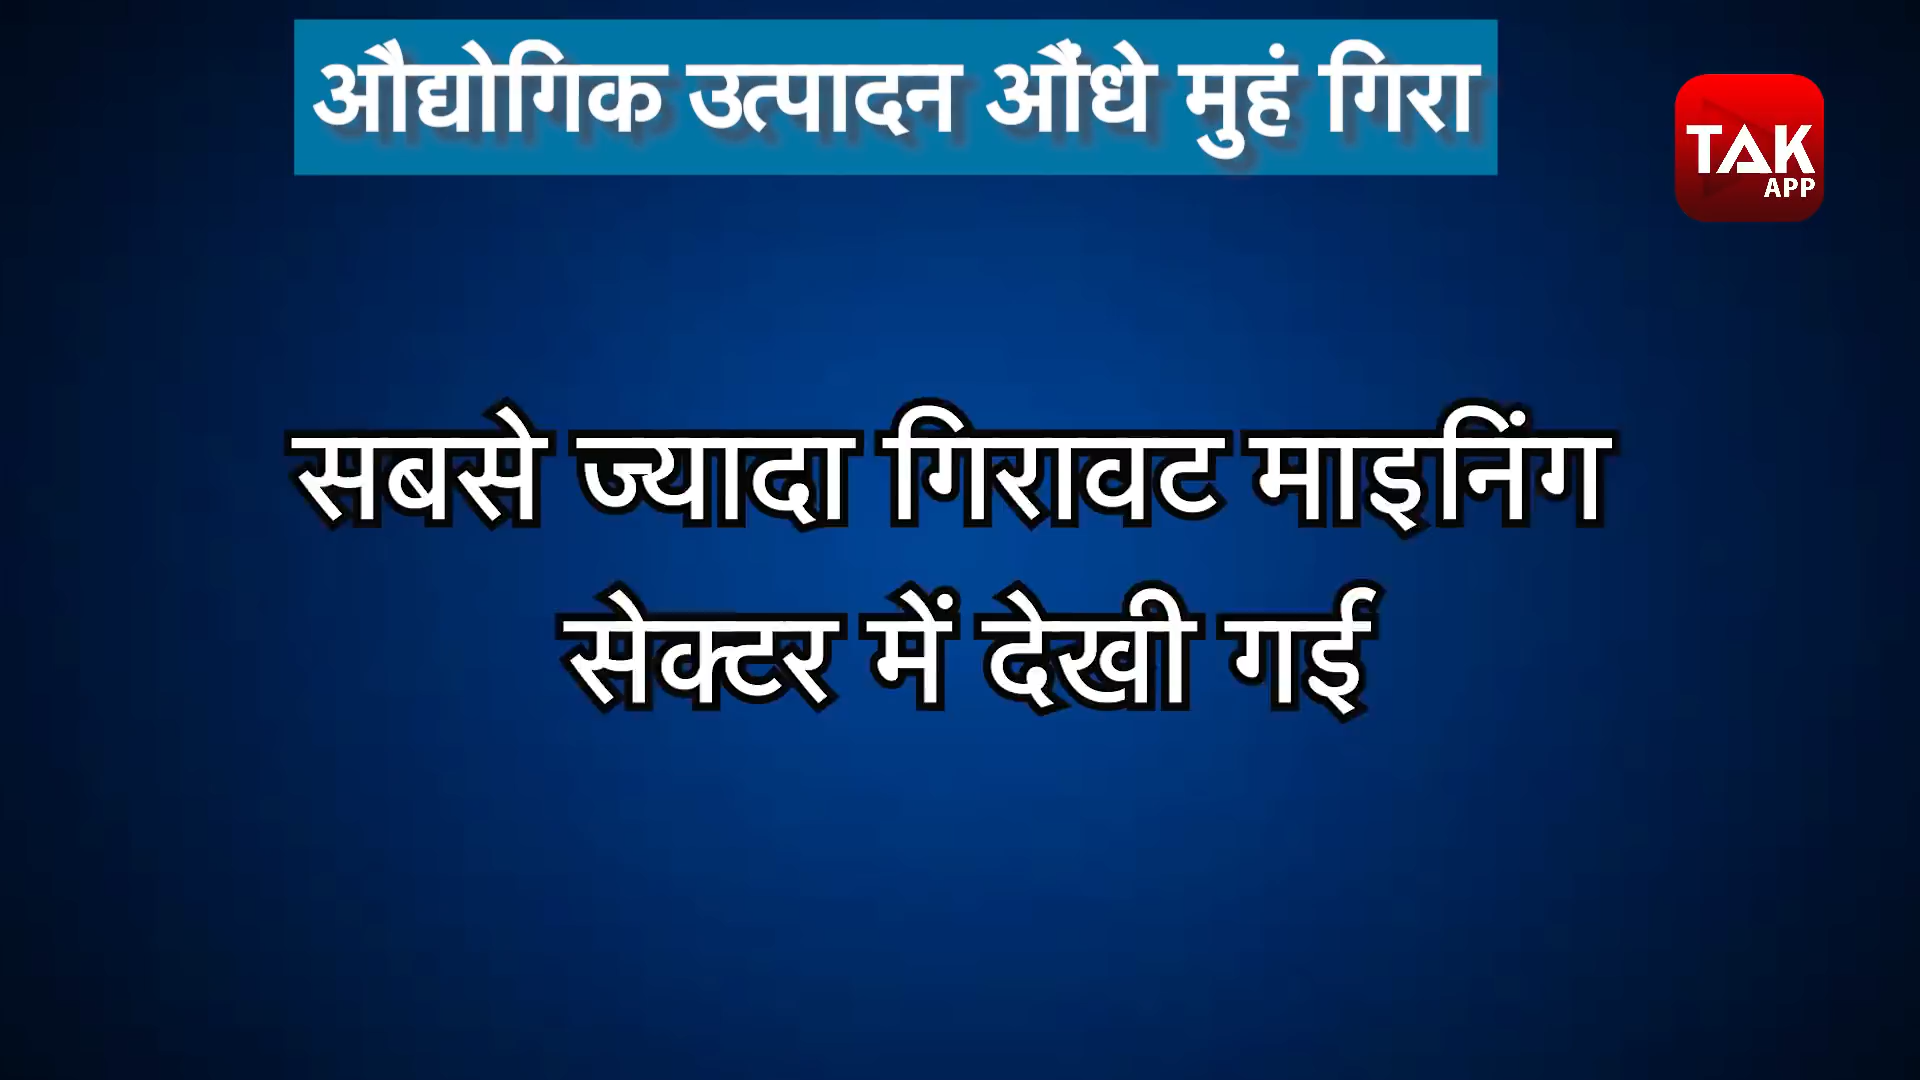 औद्योगिक उत्पादन औंधे मुहं गिरा
TAK
APP
सबसे ज्यादा गिरावट माइनिंग
सेक्टर में देखी गई